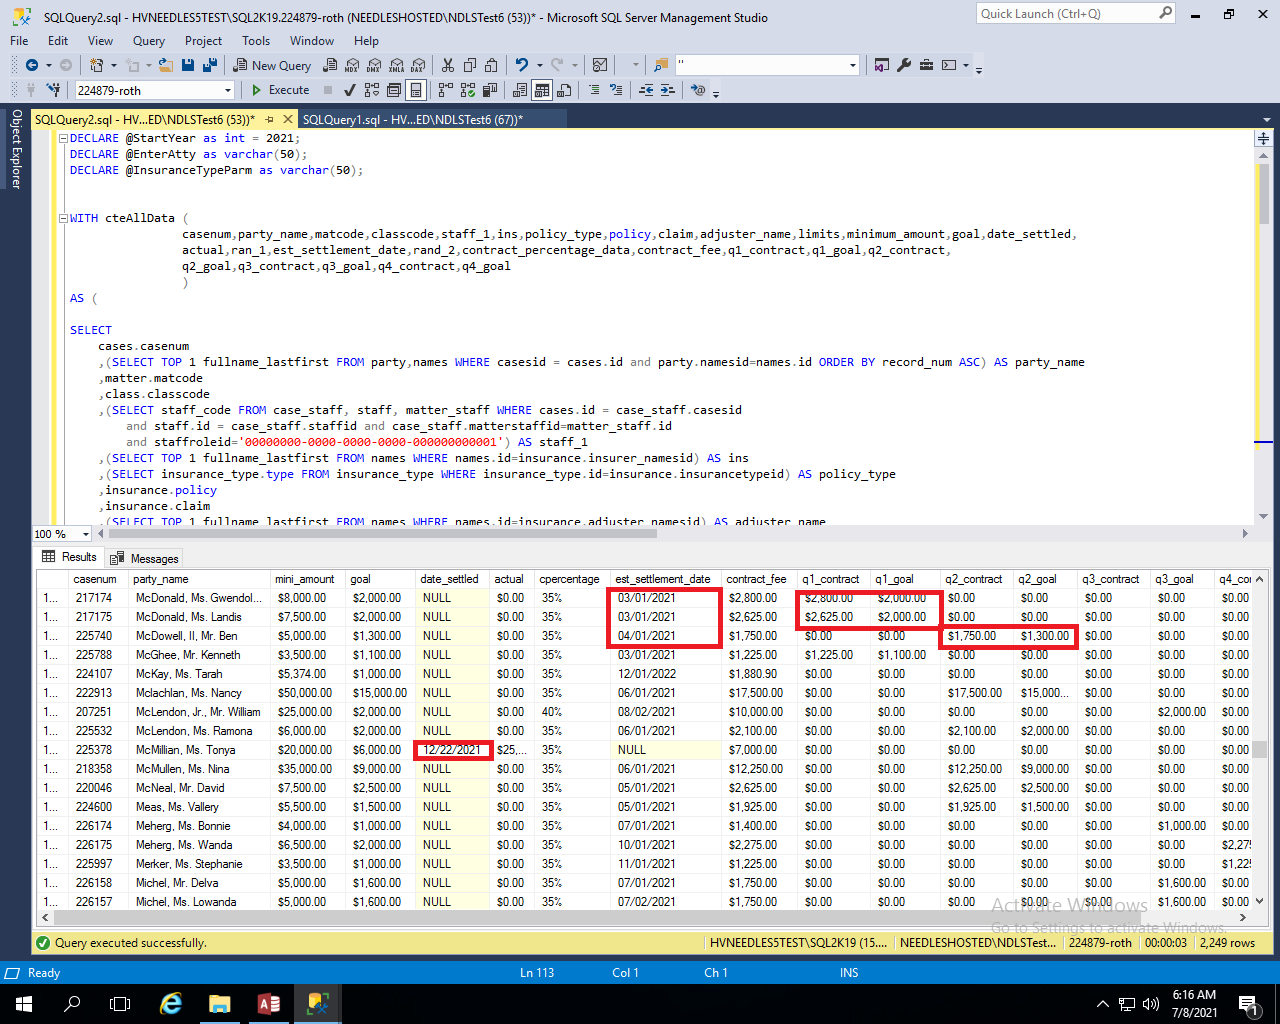 SQLQuery2.sql - HVNEEDLES5TEST\SQL2K19.224879-roth (NEEDLESHOSTED\NDLSTest6 (53))* - Microsoft SQL Server Management Studio
Quick Launch (Ctrl+Q)
File Edit View Query Project Tools Window Help
New Query MDX DMX XMLA DAX "
224879-roth Execute
Object Explorer
SQLQuery2.sql - HV...ED\NDLSTest6 (53))* SQLQuery1.sql - HV...ED\NDLSTest6 (67))*
DECLARE @StartYear as int = 2021;
DECLARE @EnterAtty as varchar(50);
DECLARE @InsuranceTypeParm as varchar(50);
WITH cteAllData (
casenum,party_name,matcode,classcode,staff_1,ins,policy_type,policy,claim,adjuster_name,limits,minimum_amount,goal,date_settled,
actual,ran_1,est_settlement_date,rand_2,contract_percentage_data,contract_fee,q1_contract,q1_goal,q2_contract,
q2_goal,q3_contract,q3_goal,q4_contract,q4_goal
)
AS (
SELECT
cases.casenum
,(SELECT TOP 1 fullname_lastfirst FROM party,names WHERE casesid = cases.id and party.namesid=names.id ORDER BY record_num ASC) AS party_name
,matter.matcode
,class.classcode
,(SELECT staff_code FROM case_staff, staff, matter_staff WHERE cases.id = case_staff.casesid
and staff.id = case_staff.staffid and case_staff.matterstaffid=matter_staff.id
and staffroleid='00000000-0000-0000-0000-000000000001') AS staff_1
,(SELECT TOP 1 fullname_lastfirst FROM names WHERE names.id=insurance.insurer_namesid) AS ins
,(SELECT insurance_type.type FROM insurance_type WHERE insurance_type.id=insurance.insurancetypeid) AS policy_type
,insurance.policy
,insurance.claim
,(SELECT TOP 1 fullname_lastfirst FROM names WHERE names.id=insurance.adjuster_namesid) AS adjuster_name
100 %
Results Messages
casenum party_name mini_amount goal date_settled actual cpercentage est_settlement_date contract_fee q1_contract q1_goal q2_contract q2_goal q3_contract q3_goal q4_co
1... 217174 McDonald, Ms. Gwendol... $8,000.00 $2,000.00 NULL $0.00 35% 03/01/2021 $2,800.00 $2,800.00 $2,000.00 $0.00 $0.00 $0.00 $0.00 $0.00
1... 217175 McDonald, Ms. Landis $7,500.00 $2,000.00 NULL $0.00 35% 03/01/2021 $2,625.00 $2,625.00 $2,000.00 $0.00 $0.00 $0.00 $0.00 $0.00
1... 225740 McDowell, II, Mr. Ben $5,000.00 $1,300.00 NULL $0.00 35% 04/01/2021 $1,750.00 $0.00 $0.00 $1,750.00 $1,300.00 $0.00 $0.00 $0.00
1... 225788 McGhee, Mr. Kenneth $3,500.00 $1,100.00 NULL $0.00 35% 03/01/2021 $1,225.00 $1,225.00 $1,100.00 $0.00 $0.00 $0.00 $0.00 $0.00
1... 224107 McKay, Ms. Tarah $5,374.00 $1,000.00 NULL $0.00 35% 12/01/2022 $1,880.90 $0.00 $0.00 $0.00 $0.00 $0.00 $0.00 $0.00
1... 222913 Mclachlan, Ms. Nancy $50,000.00 $15,000.00 NULL $0.00 35% 06/01/2021 $17,500.00 $0.00 $0.00 $17,500.00 $15,000... $0.00 $0.00 $0.00
1... 207251 McLendon, Jr., Mr. William $25,000.00 $2,000.00 NULL $0.00 40% 08/02/2021 $10,000.00 $0.00 $0.00 $0.00 $0.00 $0.00 $2,000.00 $0.00
1... 225532 McLendon, Ms. Ramona $6,000.00 $2,000.00 NULL $0.00 35% 06/01/2021 $2,100.00 $0.00 $0.00 $2,100.00 $2,000.00 $0.00 $0.00 $0.00
1... 225378 McMillian, Ms. Tonya $20,000.00 $6,000.00 12/22/2021 $25,... 35% NULL $7,000.00 $0.00 $0.00 $0.00 $0.00 $0.00 $0.00 $0.00
1... 218358 McMullen, Ms. Nina $35,000.00 $9,000.00 NULL $0.00 35% 06/01/2021 $12,250.00 $0.00 $0.00 $12,250.00 $9,000.00 $0.00 $0.00 $0.00
1... 220046 McNeal, Mr. David $7,500.00 $2,500.00 NULL $0.00 35% 05/01/2021 $2,625.00 $0.00 $0.00 $2,625.00 $2,500.00 $0.00 $0.00 $0.00
1... 224600 Meas, Ms. Vallery $5,500.00 $1,500.00 NULL $0.00 35% 05/01/2021 $1,925.00 $0.00 $0.00 $1,925.00 $1,500.00 $0.00 $0.00 $0.00
1... 226174 Meherg, Ms. Bonnie $4,000.00 $1,000.00 NULL $0.00 35% 07/01/2021 $1,400.00 $0.00 $0.00 $0.00 $0.00 $0.00 $1,000.00 $0.00
1... 226175 Meherg, Ms. Wanda $6,500.00 $2,000.00 NULL $0.00 35% 10/01/2021 $2,275.00 $0.00 $0.00 $0.00 $0.00 $0.00 $0.00 $2,275
1... 225997 Merker, Ms. Stephanie $3,500.00 $1,000.00 NULL $0.00 35% 11/01/2021 $1,225.00 $0.00 $0.00 $0.00 $0.00 $0.00 $0.00 $1,225
1... 226158 Michel, Mr. Delva $5,000.00 $1,600.00 NULL $0.00 35% 07/01/2021 $1,750.00 $0.00 $0.00 $0.00 $0.00 $0.00 $1,600.00 $0.00
1... 226157 Michel, Ms. Lowanda $5,000.00 $1,600.00 NULL $0.00 35% 07/02/2021 $1,750.00 $0.00 $0.00 $0.00 $0.00 $0.00 $1,600.00 $0.00
Activate Windows
Go to Settings to activate Windows.
Query executed successfully. HVNEEDLES5TEST\SQL2K19 (15.... NEEDLESHOSTED\NDLSTest... 224879-roth 00:00:03 2,249 rows
Ready Ln 113 Col 1 Ch 1 INS
6:16 AM
7/8/2021
1